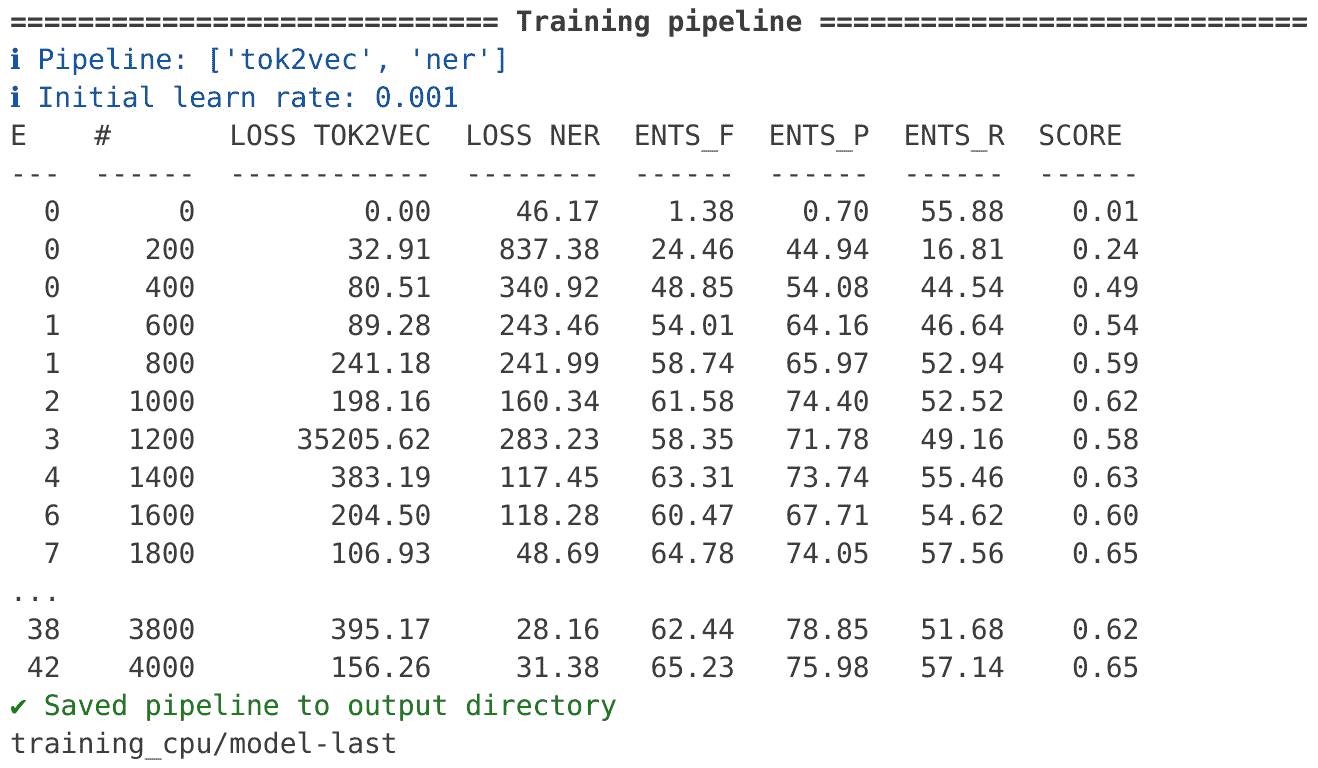 ============================= Training pipeline =============================
ℹ Pipeline: ['tok2vec', 'ner']
ℹ Initial learn rate: 0.001
E    #       LOSS TOK2VEC  LOSS NER  ENTS_F  ENTS_P  ENTS_R  SCORE
---  ------  ------------  --------  ------  ------  ------  ------
  0       0          0.00     46.17    1.38    0.70   55.88    0.01
  0     200         32.91    837.38   24.46   44.94   16.81    0.24
  0     400         80.51    340.92   48.85   54.08   44.54    0.49
  1     600         89.28    243.46   54.01   64.16   46.64    0.54
  1     800        241.18    241.99   58.74   65.97   52.94    0.59
  2    1000        198.16    160.34   61.58   74.40   52.52    0.62
  3    1200      35205.62    283.23   58.35   71.78   49.16    0.58
  4    1400        383.19    117.45   63.31   73.74   55.46    0.63
  6    1600        204.50    118.28   60.47   67.71   54.62    0.60
  7    1800        106.93     48.69   64.78   74.05   57.56    0.65
...
 38    3800        395.17     28.16   62.44   78.85   51.68    0.62
 42    4000        156.26     31.38   65.23   75.98   57.14    0.65
✔ Saved pipeline to output directory
training_cpu/model-last